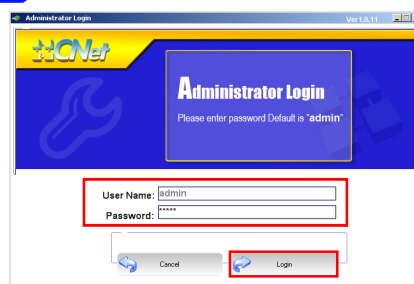 Administrator Login
Ver1.0.11
CNet
Administrator Login
Please enter password Default is "admin"
User Name: admin
Password: *****
Cancel
Login